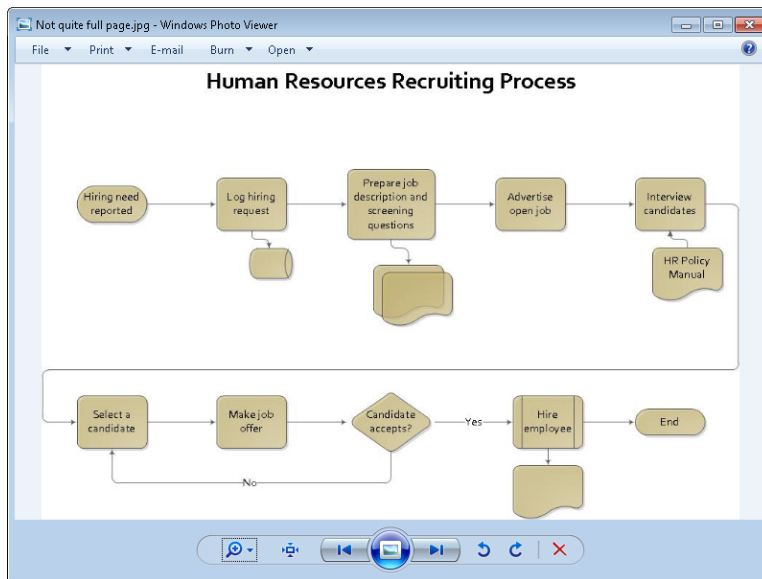 Not quite full page.jpg - Windows Photo Viewer
File Print E-mail Burn Open
Human Resources Recruiting Process
Hiring need
reported
Log hiring
request
Prepare job
description and
screening
questions
Advertise
open job
Interview
candidates
HR Policy
Manual
Select a
candidate
Make job
offer
Candidate
accepts?
Yes
Hire
employee
End
No